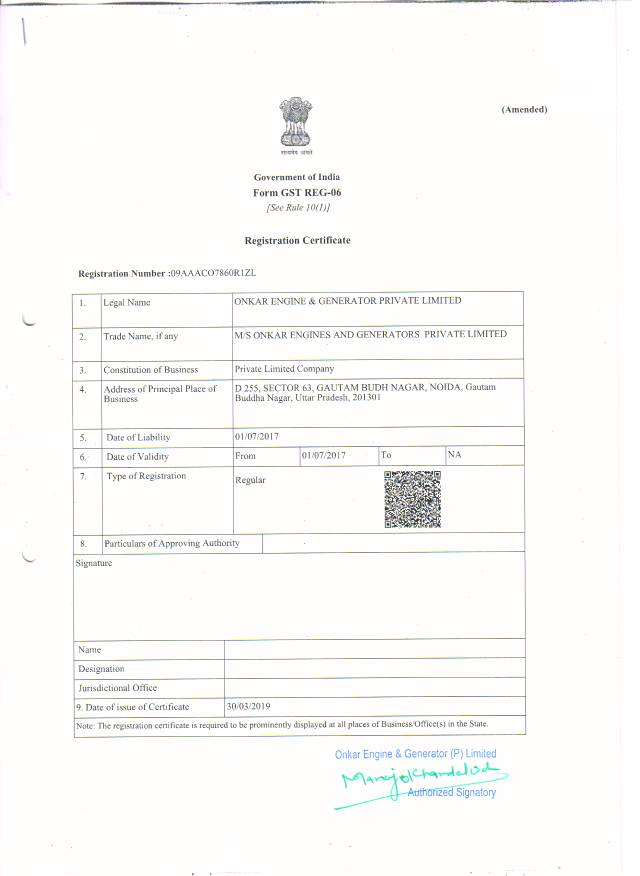 (Amended)
सत्यमेव जयते
Government of India
Form GST REG-06
[See Rule 10(1)]
Registration Certificate
Registration Number :09AAACO7860R1ZL
1. Legal Name ONKAR ENGINE & GENERATOR PRIVATE LIMITED
2. Trade Name, if any M/S ONKAR ENGINES AND GENERATORS PRIVATE LIMITED
3. Constitution of Business Private Limited Company
4. Address of Principal Place of Business D 255, SECTOR 63, GAUTAM BUDH NAGAR, NOIDA, Gautam
Buddha Nagar, Uttar Pradesh, 201301
5. Date of Liability 01/07/2017
6. Date of Validity From 01/07/2017 To NA
7. Type of Registration Regular
8. Particulars of Approving Authority
Signature
Name
Designation
Jurisdictional Office
9. Date of issue of Certificate 30/03/2019
Note: The registration certificate is required to be prominently displayed at all places of Business/Office(s) in the State.
Onkar Engine & Generator (P) Limited
Authorized Signatory